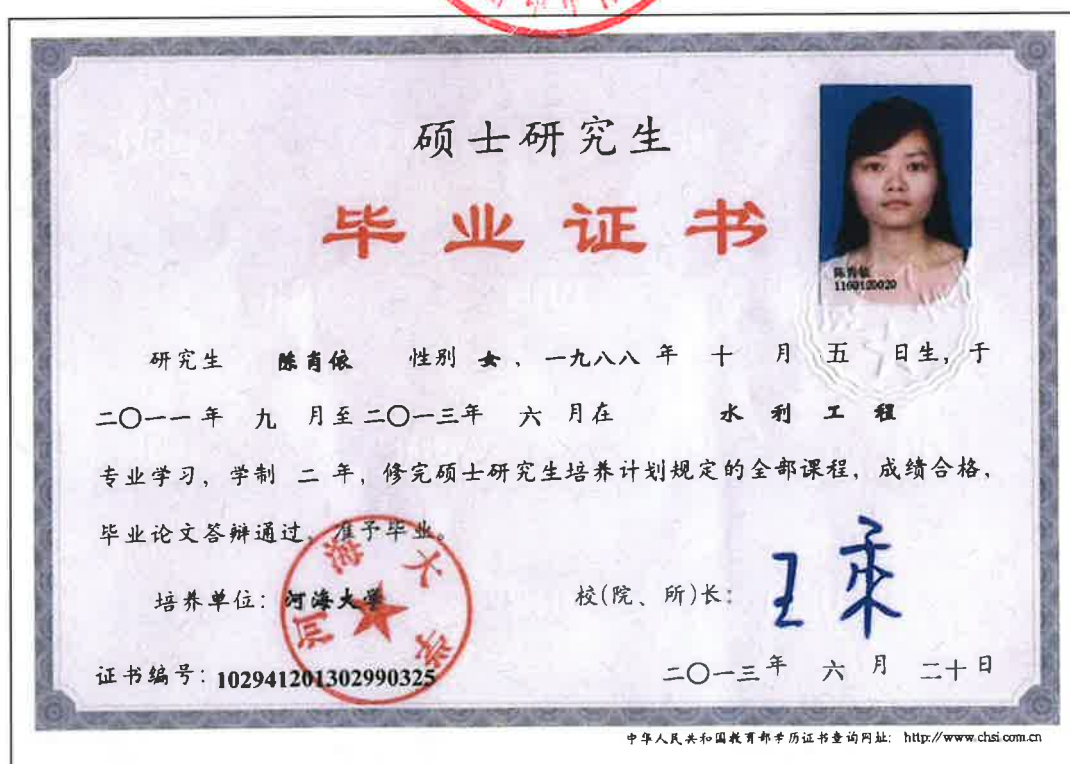 硕士研究生
毕业证书
1160120020
研究生 陈肖依 性别 女，一九八八 年 十 月 五 日生，于
二〇一一 年 九 月至 二〇一三年 六 月在 水利工程
专业学习，学制 二 年，修完硕士研究生培养计划规定的全部课程，成绩合格，
毕业论文答辩通过，准予毕业。
河海大学
培养单位：河海大学 校(院、所)长：
证书编号：102941201302990325 二〇一三年 六 月 二十日
中华人民共和国教育部学历证书查询网址：http://www.chsi.com.cn